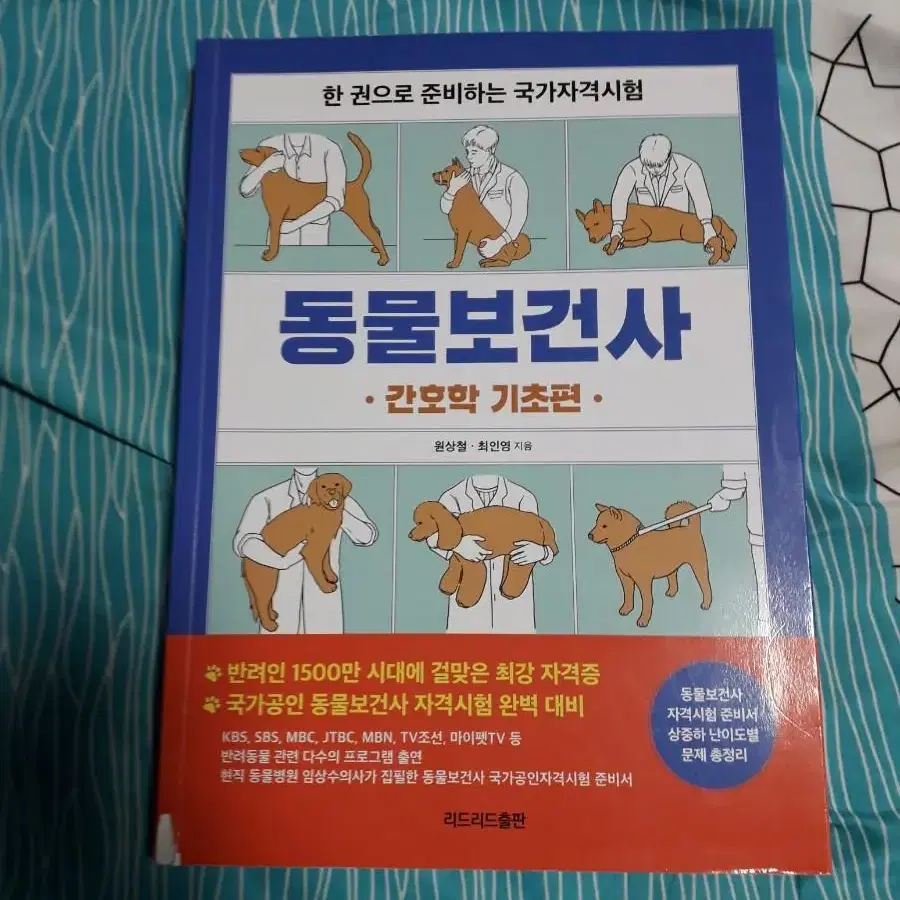 한 권으로 준비하는 국가자격시험
동물보건사
· 간호학 기초편 ·
원상철 · 최인영 지음
반려인 1500만 시대에 걸맞은 최강 자격증
국가공인 동물보건사 자격시험 완벽 대비
KBS, SBS, MBC, JTBC, MBN, TV조선, 마이펫TV 등
반려동물 관련 다수의 프로그램 출연
현직 동물병원 임상수의사가 집필한 동물보건사 국가공인자격시험 준비서
동물보건사
자격시험 준비서
상중하 난이도별
문제 총정리
리드리드출판